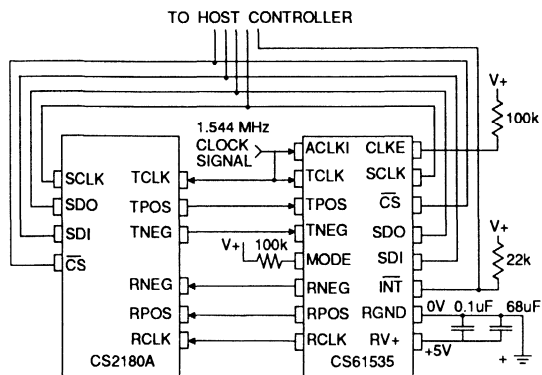 TO HOST CONTROLLER
V+
100k
1.544 MHz
CLOCK
SIGNAL
ACLKI CLKE
SCLK TCLK TCLK SCLK
SDO TPOS TPOS CS
SDI TNEG TNEG SDO
V+
CS V+ 100k MODE SDI 22k
RNEG RNEG INT
RPOS RPOS RGND 0V 0.1uF 68uF
RCLK RCLK RV+ +5V +
CS2180A CS61535